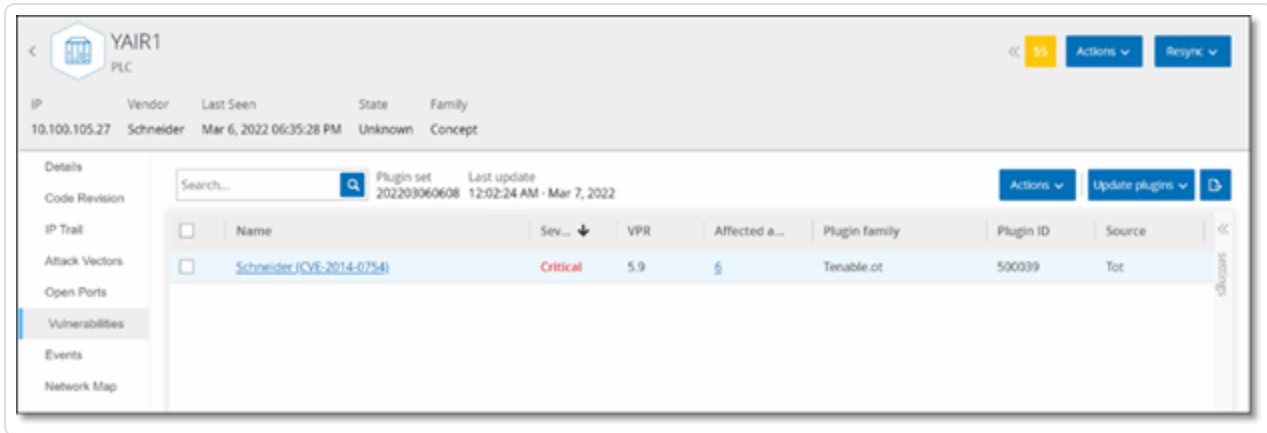 YAIR1
PLC
55 Actions Resync
IP Vendor Last Seen State Family
10.100.105.27 Schneider Mar 6, 2022 06:35:28 PM Unknown Concept
Details
Code Revision
IP Trail
Attack Vectors
Open Ports
Vulnerabilities
Events
Network Map
Search... Plugin set Last update Actions Update plugins
202203060608 12:02:24 AM - Mar 7, 2022
Name Sev... VPR Affected a... Plugin family Plugin ID Source
Schneider (CVE-2014-0754) Critical 5.9 6 Tenable.ot 500039 Tot
settings